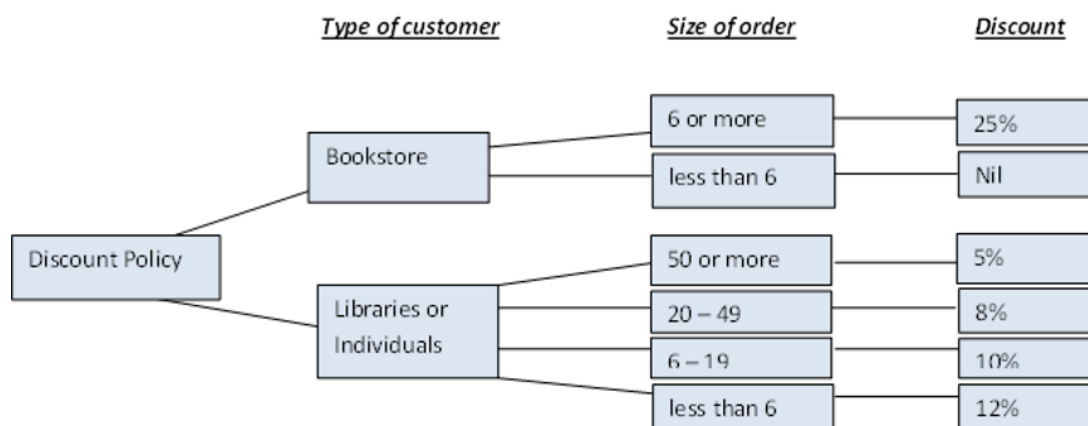 Type of customer
Size of order
Discount
6 or more
25%
Bookstore
less than 6
Nil
Discount Policy
50 or more
5%
Libraries or
Individuals
20 – 49
8%
6 – 19
10%
less than 6
12%